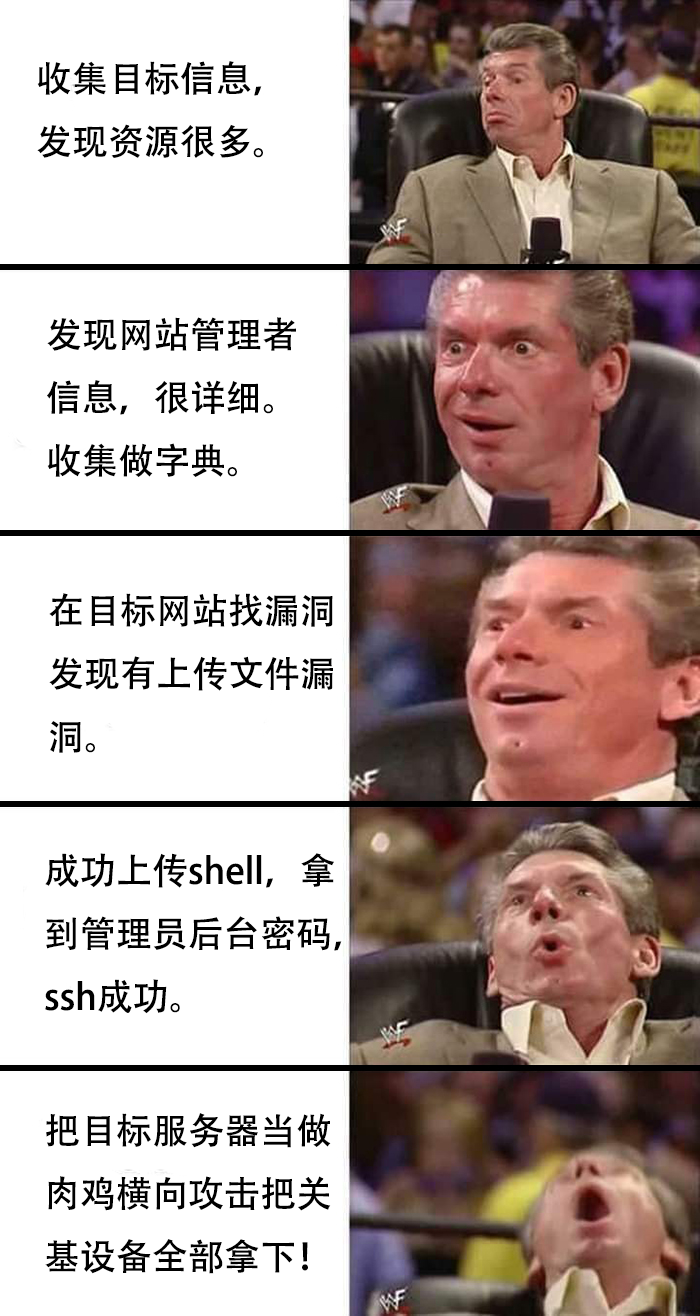 收集目标信息,
发现资源很多。
发现网站管理者
信息，很详细。
收集做字典。
在目标网站找漏洞
发现有上传文件漏
洞。
成功上传shell，拿
到管理员后台密码,
ssh成功。
把目标服务器当做
肉鸡横向攻击把关
基设备全部拿下！